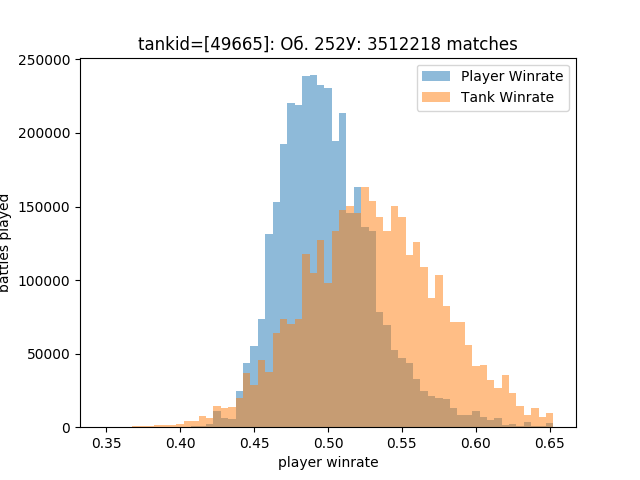 tankid=[49665]: Об. 252У: 3512218 matches
Player Winrate
Tank Winrate
250000
200000
150000
100000
50000
0
battles played
0.35 0.40 0.45 0.50 0.55 0.60 0.65
player winrate